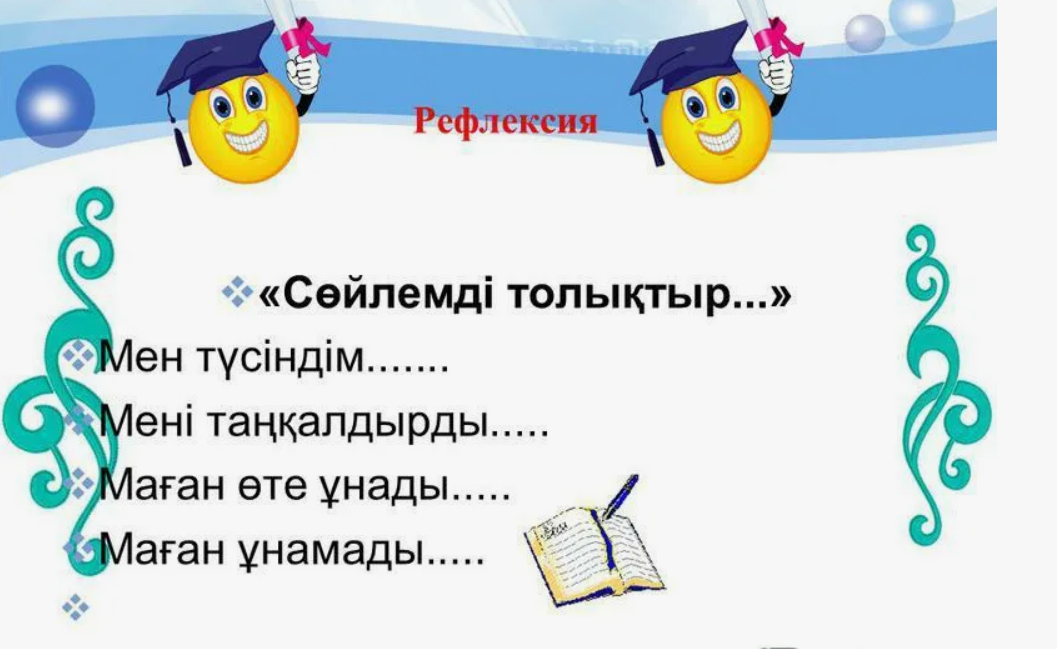 Рефлексия
«Сөйлемді толықтыр...»
Мен түсіндім.......
Мені таңқалдырды.....
Маған өте ұнады.....
Маған ұнамады.....